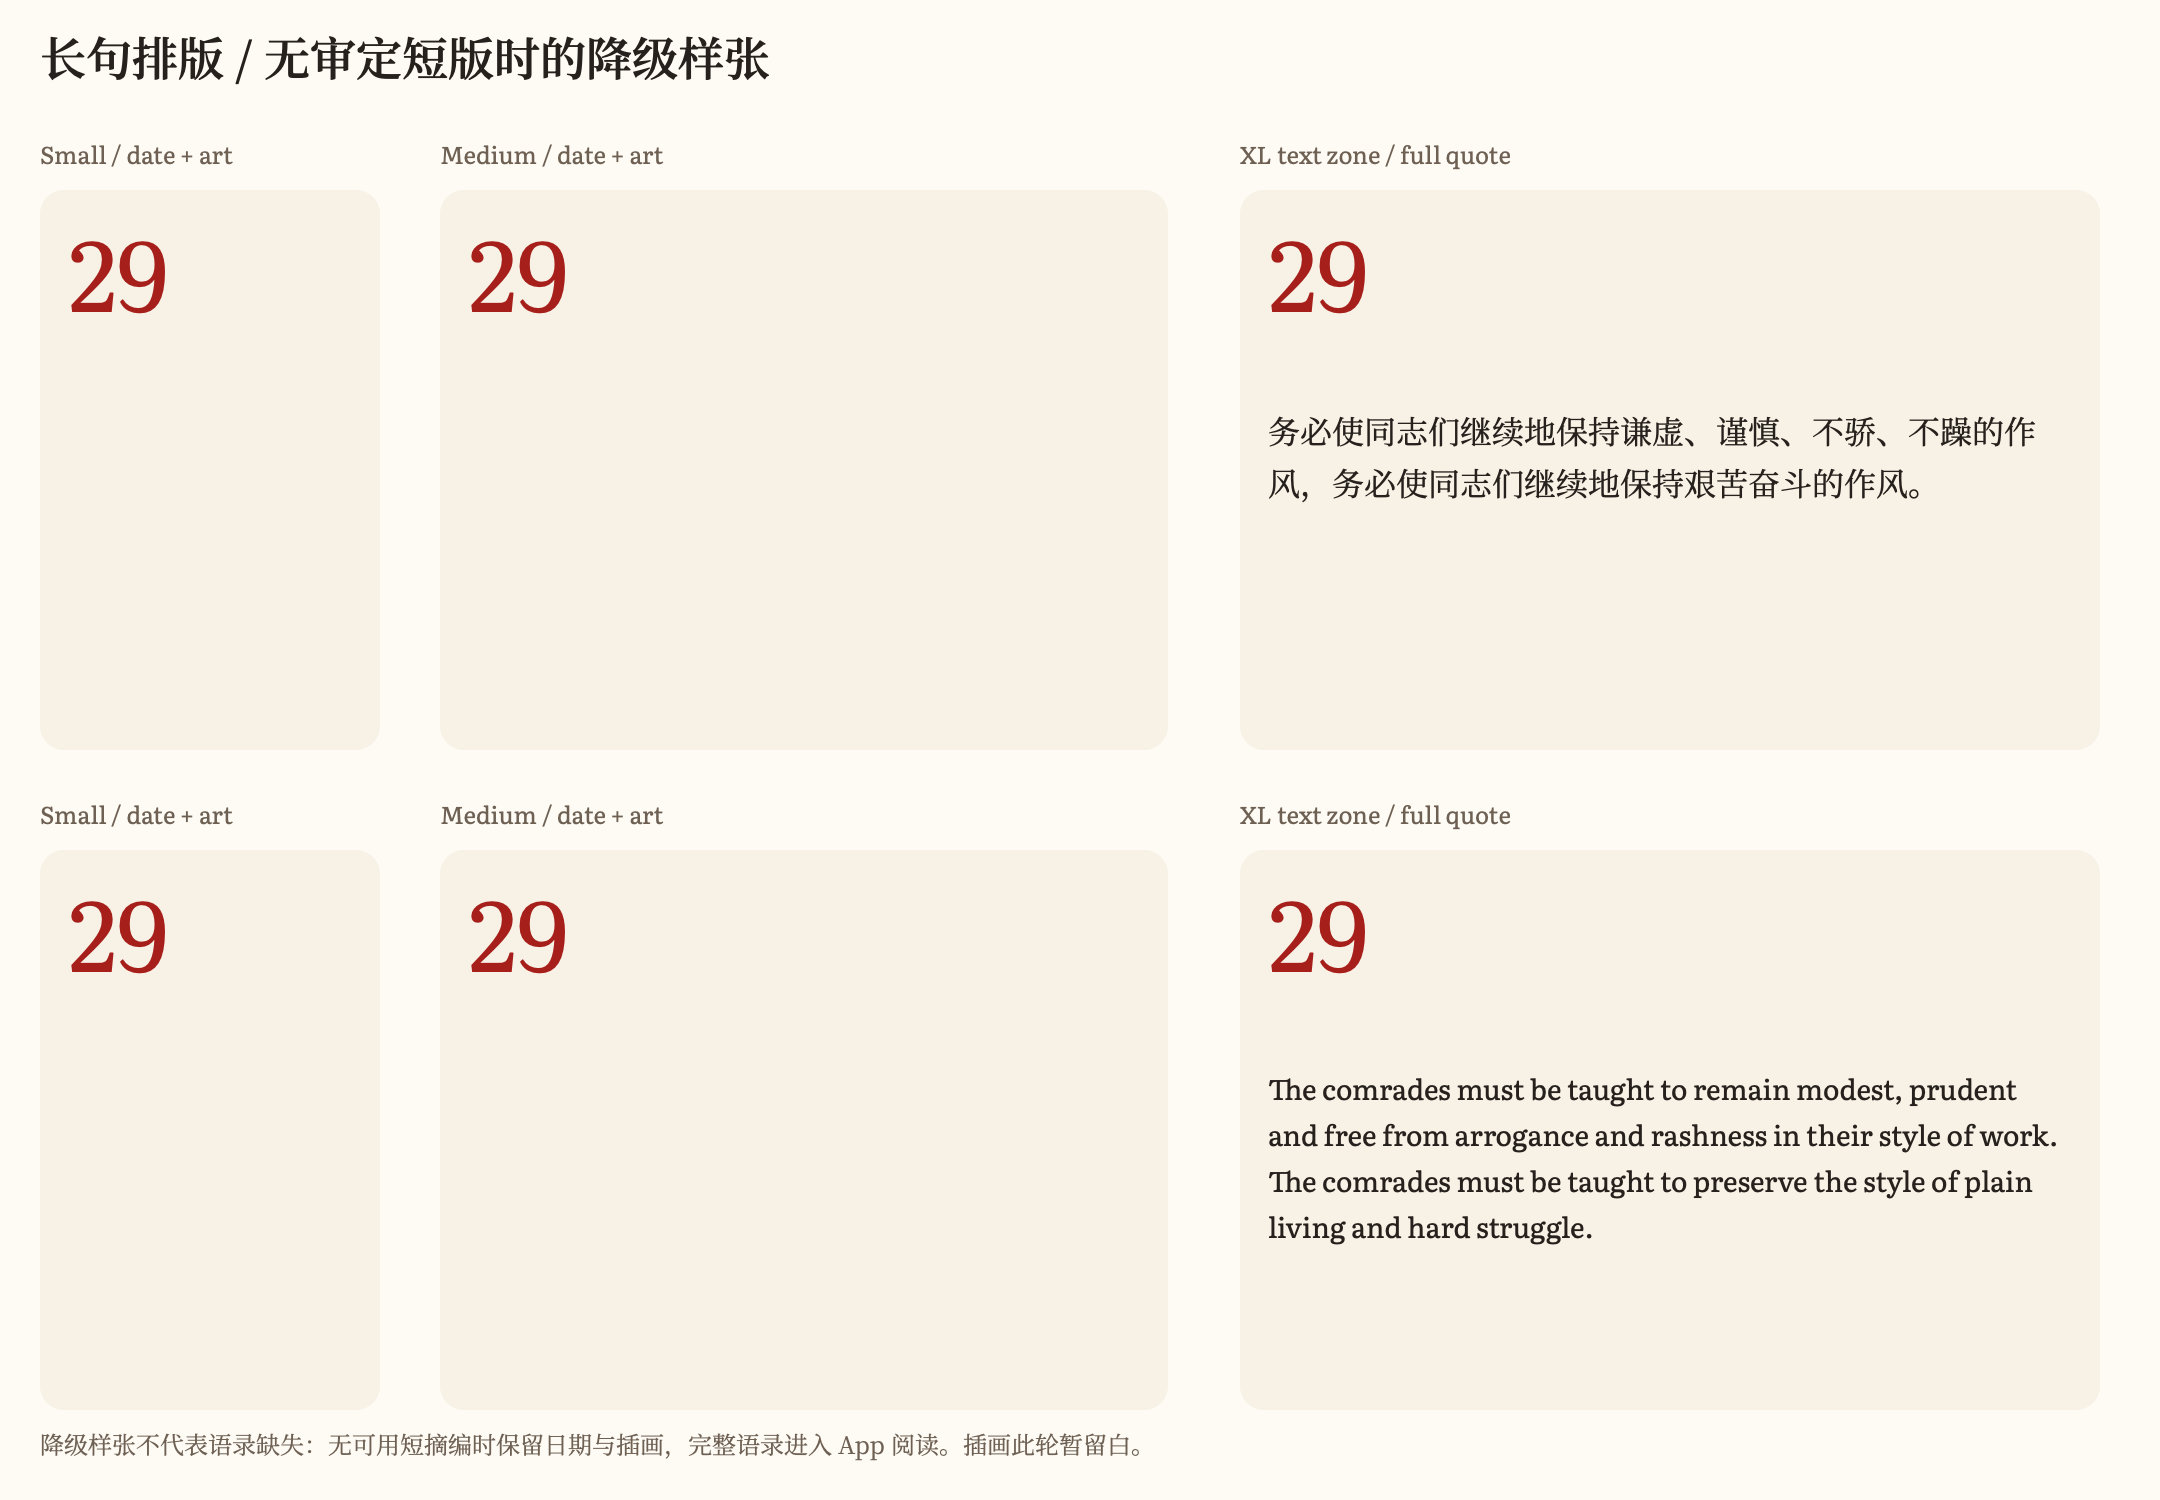 长句排版 / 无审定短版时的降级样张
Small / date + art
Medium / date + art
XL text zone / full quote
29
29
29
务必使同志们继续地保持谦虚、谨慎、不骄、不躁的作
风，务必使同志们继续地保持艰苦奋斗的作风。
Small / date + art
Medium / date + art
XL text zone / full quote
29
29
29
The comrades must be taught to remain modest, prudent
and free from arrogance and rashness in their style of work.
The comrades must be taught to preserve the style of plain
living and hard struggle.
降级样张不代表语录缺失：无可用短摘编时保留日期与插画，完整语录进入 App 阅读。插画此轮暂留白。